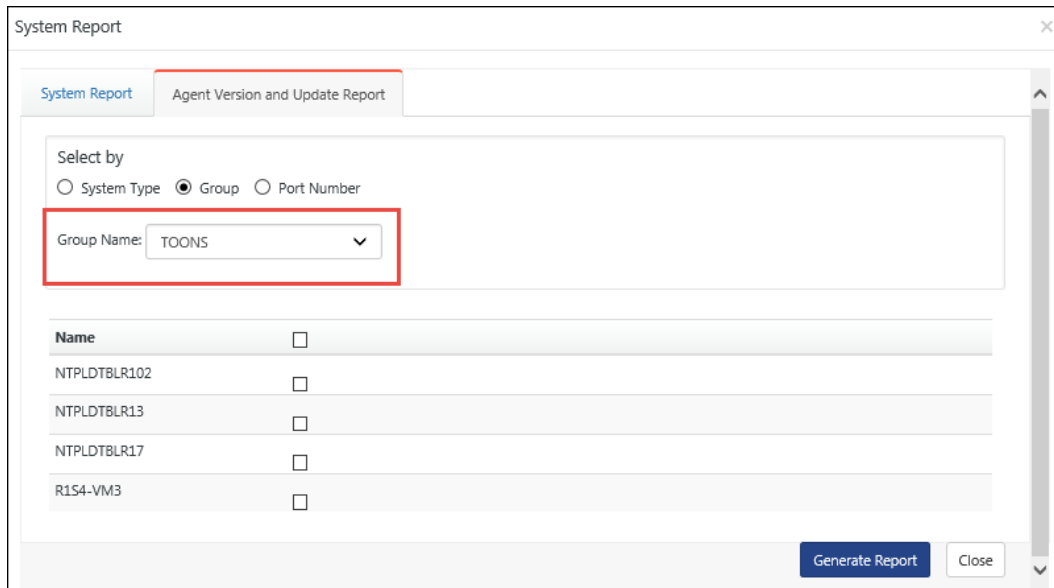 System Report
System Report Agent Version and Update Report
Select by
System Type Group Port Number
Group Name: TOONS
Name
NTPLDTBLR102
NTPLDTBLR13
NTPLDTBLR17
R1S4-VM3
Generate Report Close